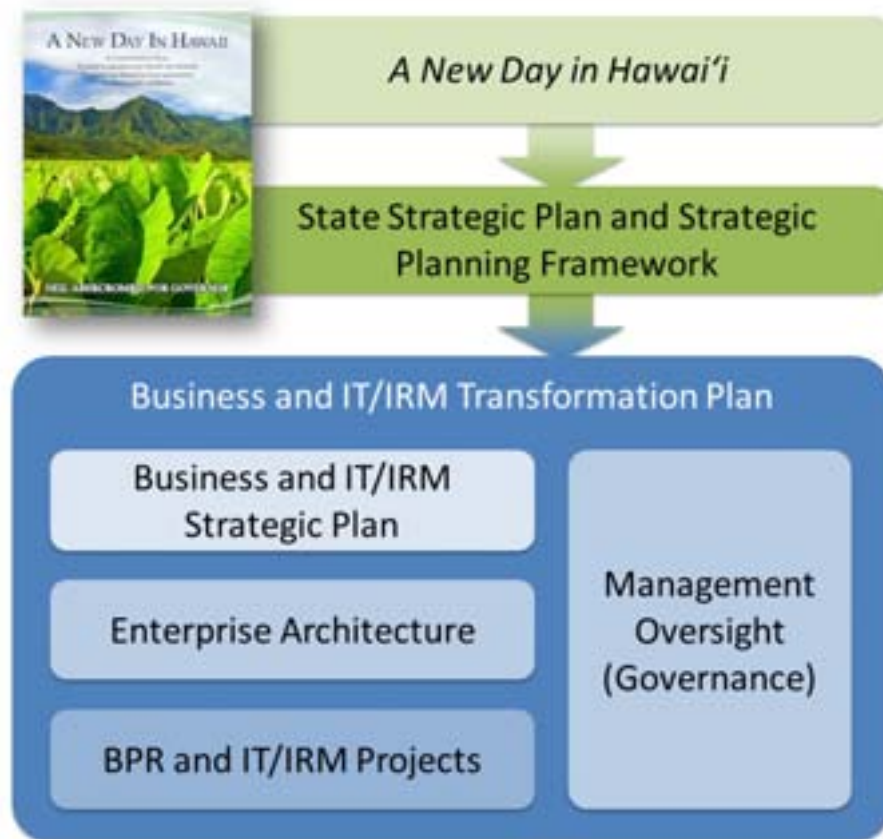 A NEW DAY IN HAWAII
NEIL ABERCROMBIE FOR GOVERNOR
A New Day in Hawai‘i
State Strategic Plan and Strategic
Planning Framework
Business and IT/IRM Transformation Plan
Business and IT/IRM
Strategic Plan
Enterprise Architecture
BPR and IT/IRM Projects
Management
Oversight
(Governance)